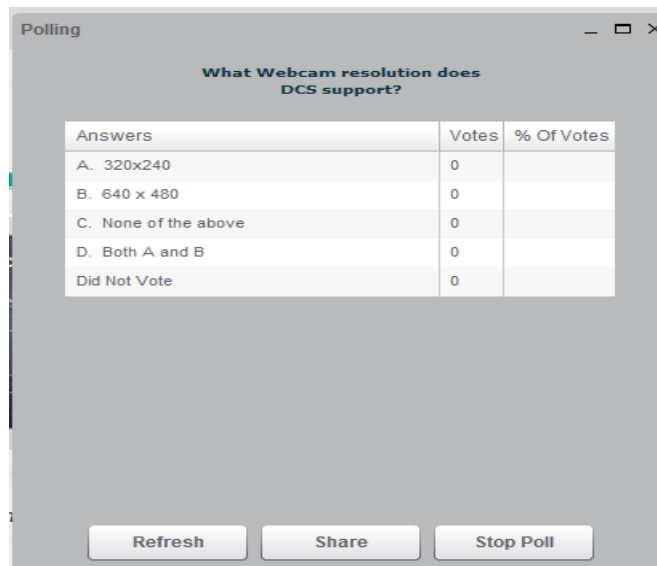 Polling
What Webcam resolution does
DCS support?
Answers Votes % Of Votes
A. 320x240 0
B. 640 x 480 0
C. None of the above 0
D. Both A and B 0
Did Not Vote 0
Refresh Share Stop Poll